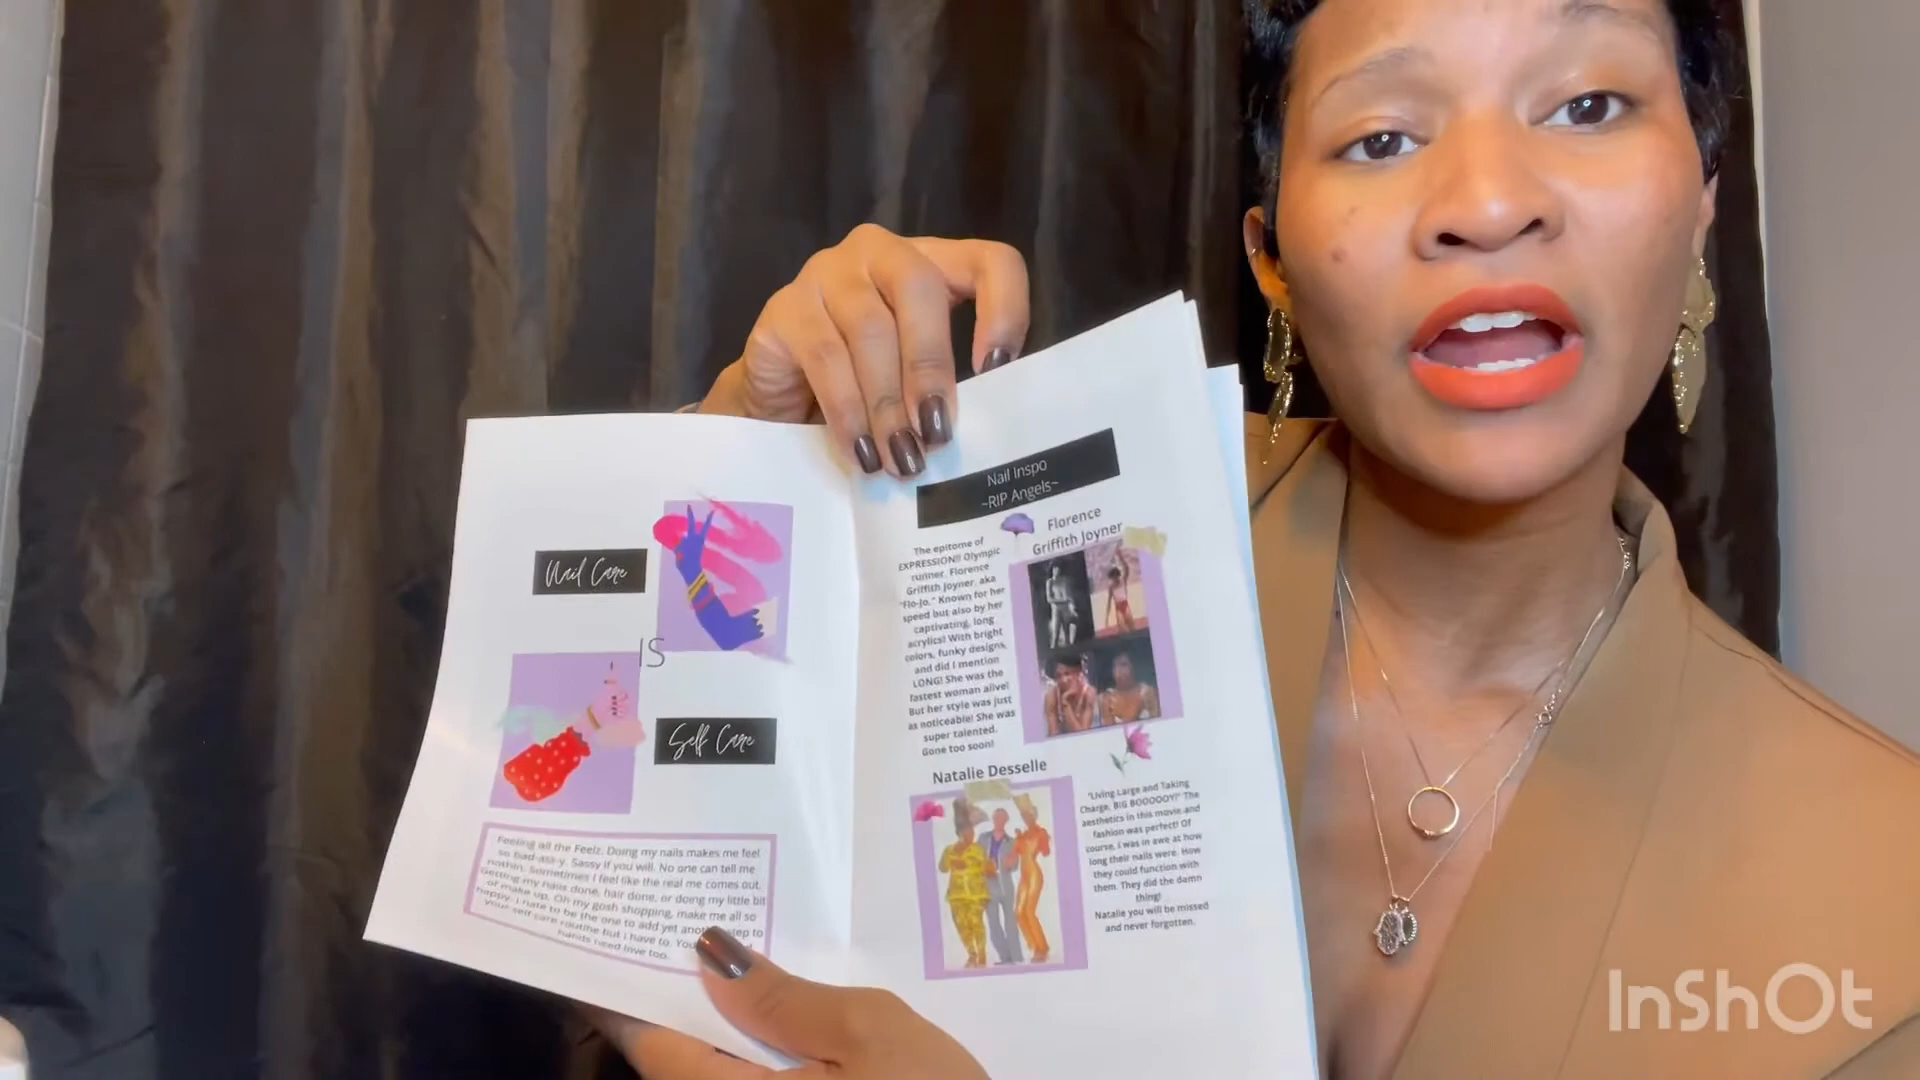 Nail Care
IS
Self Care
Feeling all the Feelz. Doing my nails makes me feel
so bad-ass-y. Sassy if you will. No one can tell me
nothin. Sometimes I feel like the real me comes out.
Getting my nails done, hair done, or doing my little bit
of make up. Oh my gosh shopping, make me all so
happy. I hate to be the one to add yet another step to
your self care routine but i have to. You
hands need love too.
Nail Inspo
~RIP Angels~
Florence
Griffith Joyner
The epitome of
EXPRESSION!! Olympic
runner, Florence
Griffith Joyner, aka
"Flo-Jo." Known for her
speed but also by her
captivating, long
acrylics! With bright
colors, funky designs,
and did I mention
LONG! She was the
fastest woman alive!
But her style was just
as noticeable! She was
super talented.
Gone too soon!
Natalie Desselle
"Living Large and Taking
Charge, BIG BOOOOOY!" The
aesthetics in this movie and
fashion was perfect! Of
course, I was in awe at how
long their nails were. How
they could function with
them. They did the damn
thing!
Natalie you will be missed
and never forgotten.
InShOt